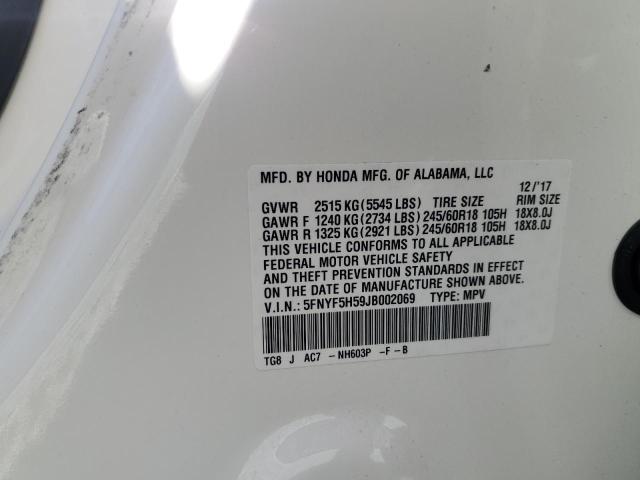 MFD. BY HONDA MFG. OF ALABAMA, LLC
12/'17
GVWR 2515 KG (5545 LBS) TIRE SIZE RIM SIZE
GAWR F 1240 KG (2734 LBS) 245/60R18 105H 18X8.0J
GAWR R 1325 KG (2921 LBS) 245/60R18 105H 18X8.0J
THIS VEHICLE CONFORMS TO ALL APPLICABLE
FEDERAL MOTOR VEHICLE SAFETY
AND THEFT PREVENTION STANDARDS IN EFFECT
ON THE DATE OF MANUFACTURE SHOWN ABOVE.
V.I.N.: 5FNYF5H59JB002069 TYPE: MPV
TG8 J AC7 -NH603P -F -B